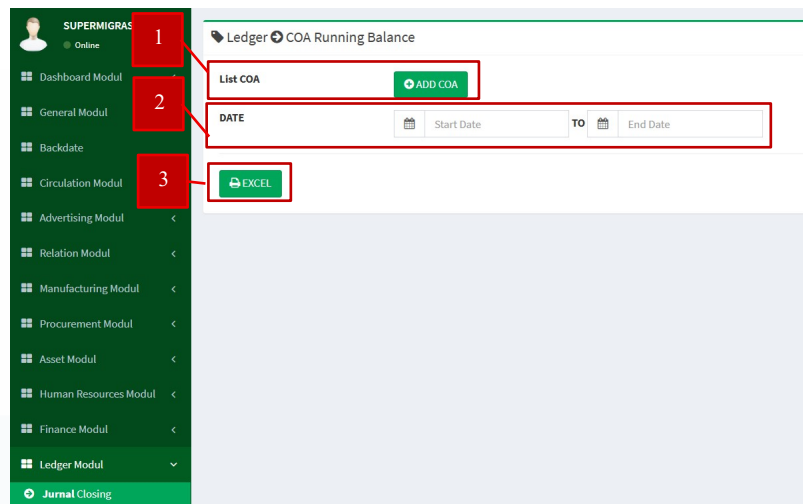 SUPERMIGRAS
Online
Dashboard Modul
General Modul
Backdate
Circulation Modul
Advertising Modul
Relation Modul
Manufacturing Modul
Procurement Modul
Asset Modul
Human Resources Modul
Finance Modul
Ledger Modul
Jurnal Closing
Ledger COA Running Balance
1
List COA
ADD COA
2
DATE
Start Date
TO
End Date
3
EXCEL